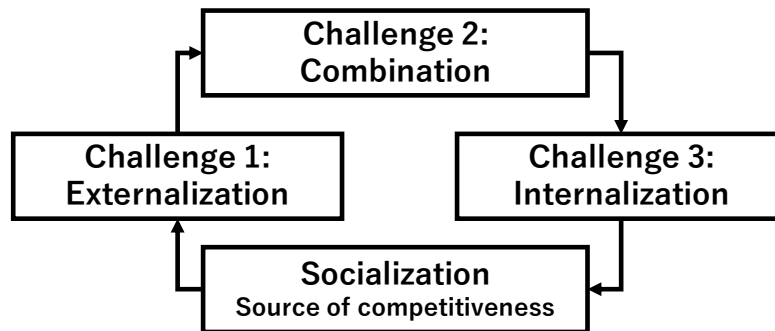 Challenge 2:
Combination
Challenge 1:
Externalization
Challenge 3:
Internalization
Socialization
Source of competitiveness